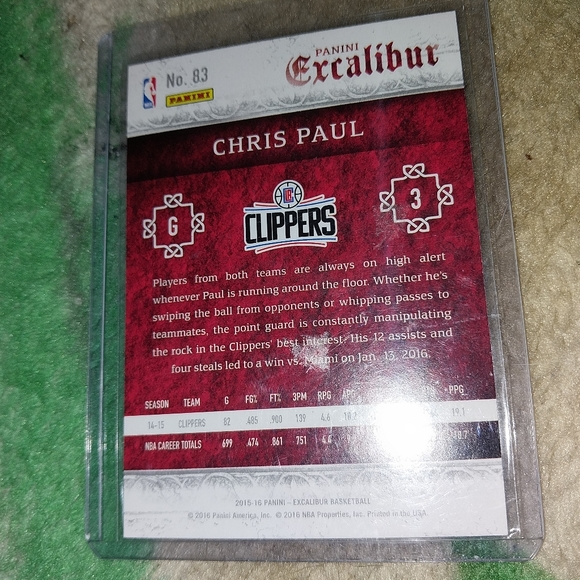 No. 83
PANINI
PANINI
Excalibur
CHRIS PAUL
G
CLIPPERS
3
Players from both teams are always on high alert
whenever Paul is running around the floor. Whether he's
swiping the ball from opponents or whipping passes to
teammates, the point guard is constantly manipulating
the rock in the Clippers' best interest. His 12 assists and
four steals led to a win vs. Miami on Jan. 13, 2016.
SEASON TEAM G FG% FT% 3PM RPG PPG
14-15 CLIPPERS 82 .485 .900 139 4.6 10.2 19.1
NBA CAREER TOTALS 699 .474 .861 751 4.4
2015-16 PANINI – EXCALIBUR BASKETBALL
© 2016 Panini America, Inc. © 2016 NBA Properties, Inc. Printed in the USA.